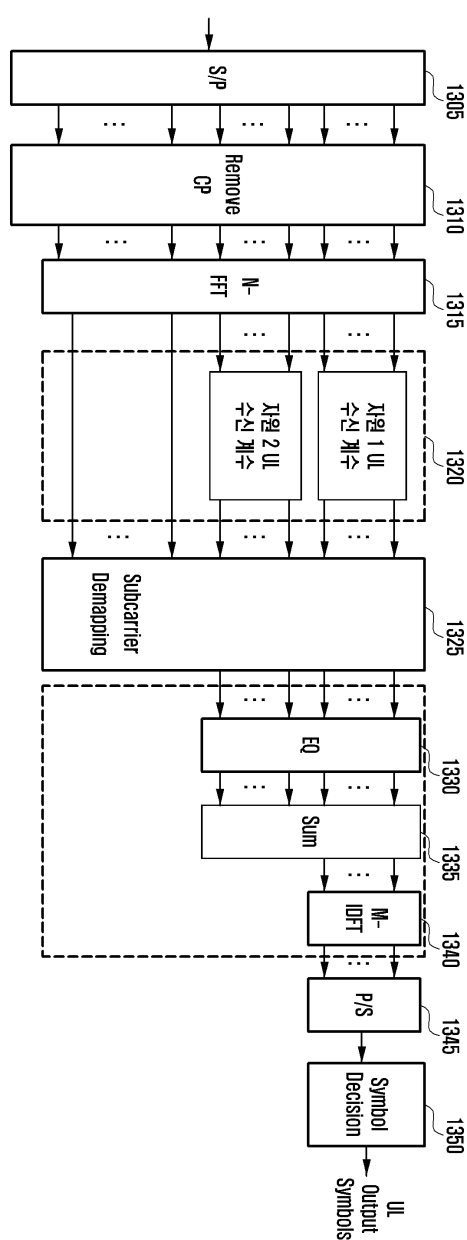 1305
S/P
1310
Remove
CP
1315
N-
FFT
1320
자원 1 UL
수신 계수
자원 2 UL
수신 계수
1325
Subcarrier
Demapping
1330
EQ
1335
Sum
1340
M-
IDFT
1345
P/S
1350
Symbol
Decision
UL
Output
Symbols